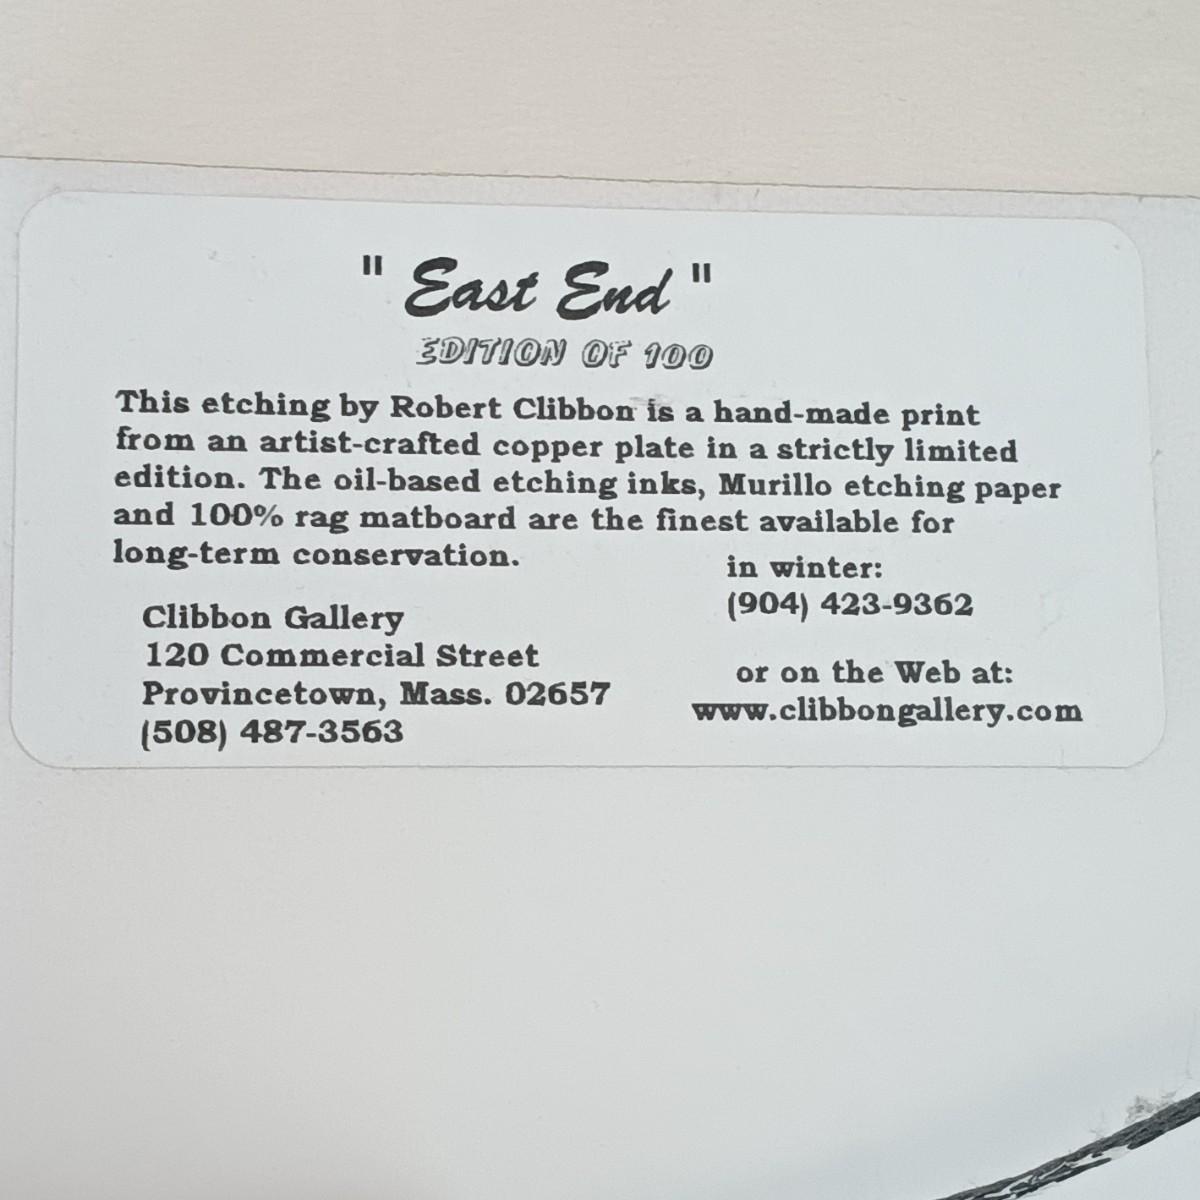 " East End "
EDITION OF 100
This etching by Robert Clibbon is a hand-made print
from an artist-crafted copper plate in a strictly limited
edition. The oil-based etching inks, Murillo etching paper
and 100% rag matboard are the finest available for
long-term conservation.
in winter:
(904) 423-9362
Clibbon Gallery
120 Commercial Street
Provincetown, Mass. 02657
(508) 487-3563
or on the Web at:
www.clibbongallery.com